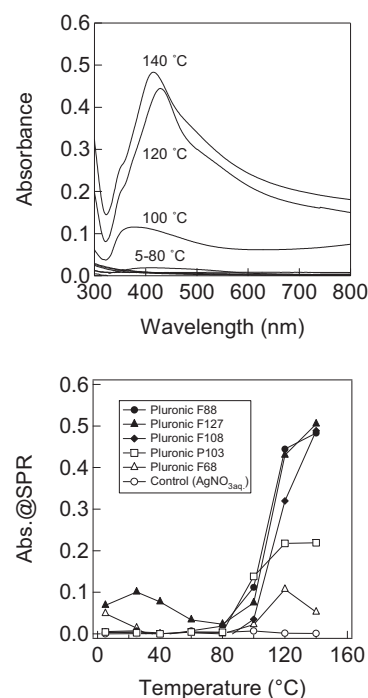 0.6
0.5
0.4
0.3
0.2
0.1
0.0
Absorbance
140 °C
120 °C
100 °C
5-80 °C
300 400 500 600 700 800
Wavelength (nm)
0.6
0.5
0.4
0.3
0.2
0.1
0.0
Abs.@SPR
Pluronic F88
Pluronic F127
Pluronic F108
Pluronic P103
Pluronic F68
Control (AgNO3aq.)
0 40 80 120 160
Temperature (°C)